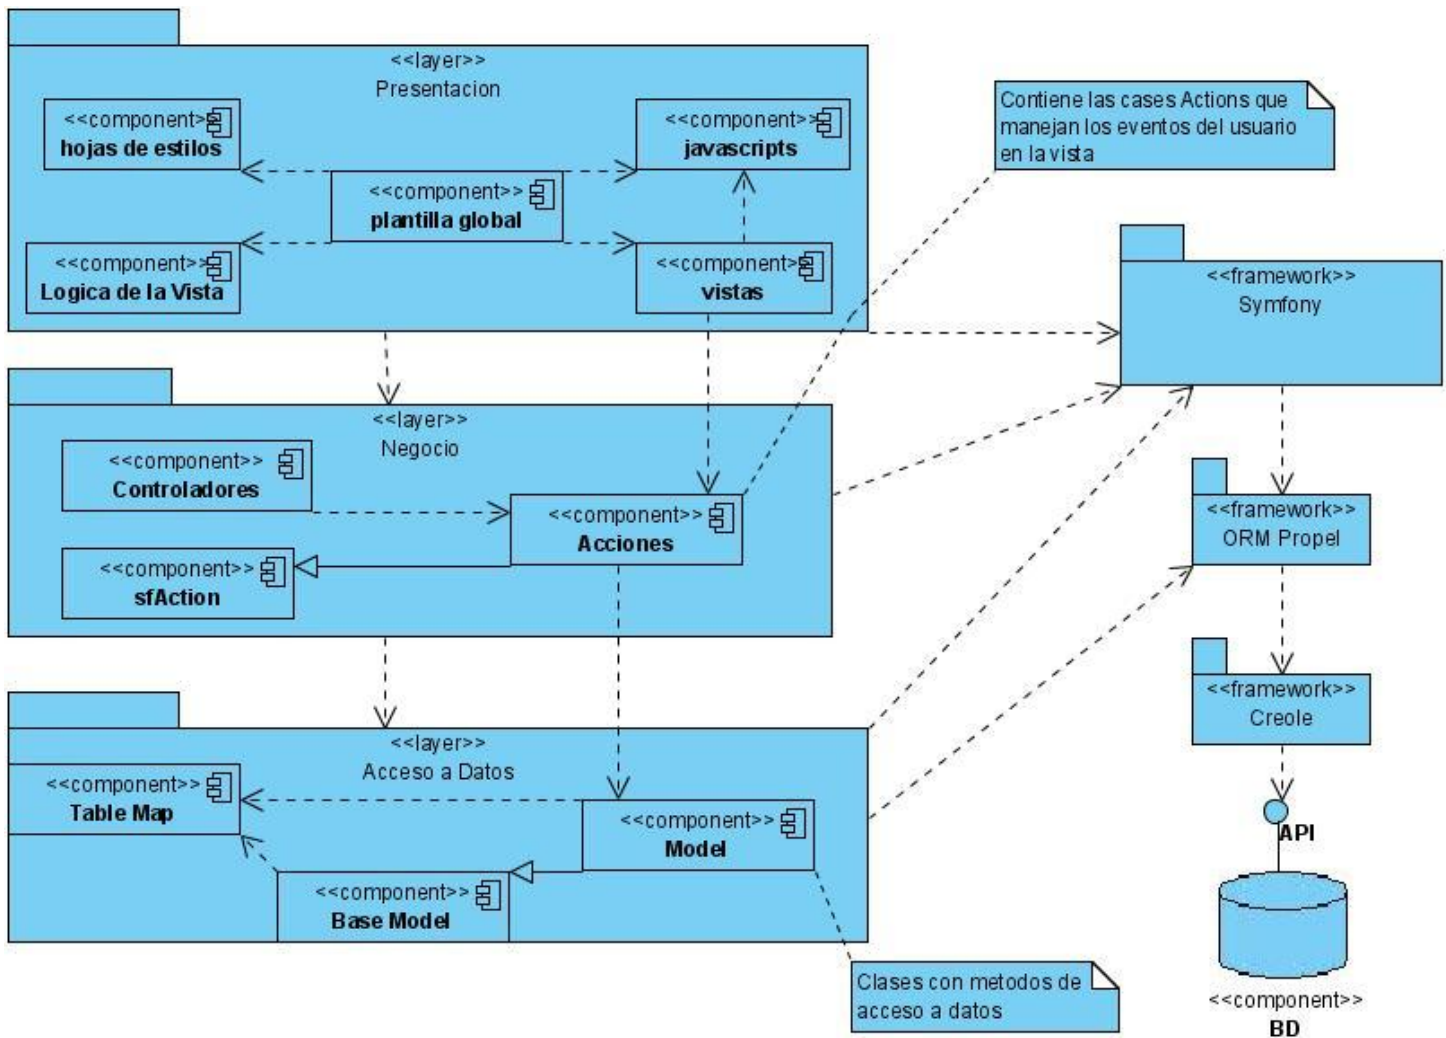 <<layer>>
Presentacion
<<component>>
hojas de estilos
<<component>>
javascripts
<<component>>
plantilla global
<<component>>
Logica de la Vista
<<component>>
vistas
Contiene las cases Actions que
manejan los eventos del usuario
en la vista
<<framework>>
Symfony
<<layer>>
Negocio
<<component>>
Controladores
<<component>>
Acciones
<<component>>
sfAction
<<framework>>
ORM Propel
<<framework>>
Creole
<<layer>>
Acceso a Datos
<<component>>
Table Map
<<component>>
Model
<<component>>
Base Model
API
Clases con metodos de
acceso a datos
<<component>>
BD